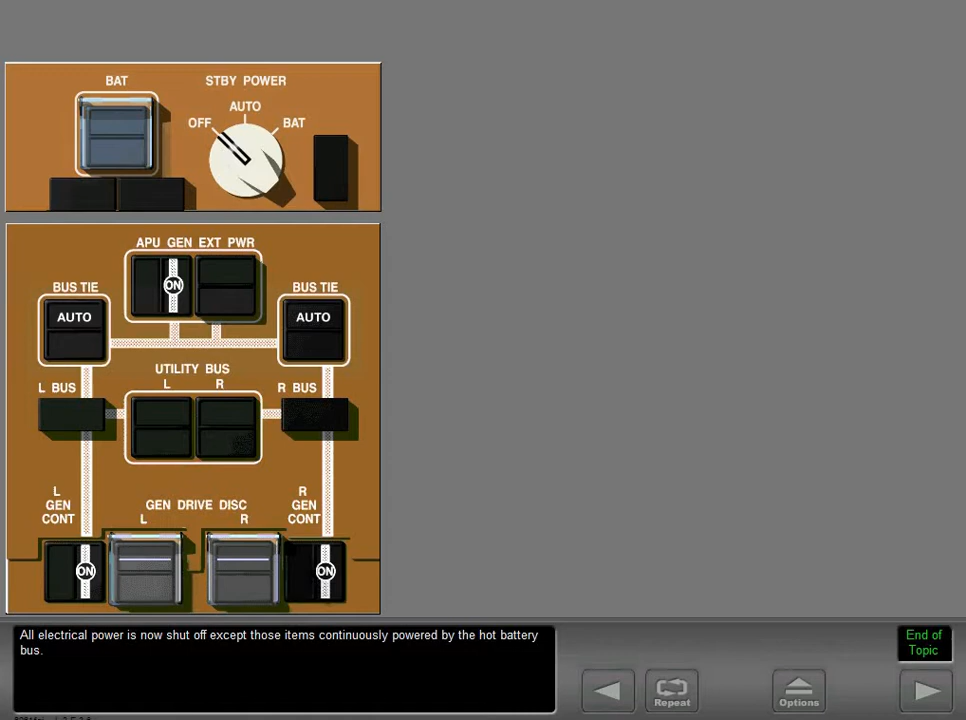 BAT STBY POWER
AUTO
OFF BAT
APU GEN EXT PWR
ON
BUS TIE BUS TIE
AUTO AUTO
UTILITY BUS
L R
L BUS R BUS
L
GEN
CONT
GEN DRIVE DISC
L R
R
GEN
CONT
ON ON
All electrical power is now shut off except those items continuously powered by the hot battery
bus.
End of
Topic
Repeat
Options